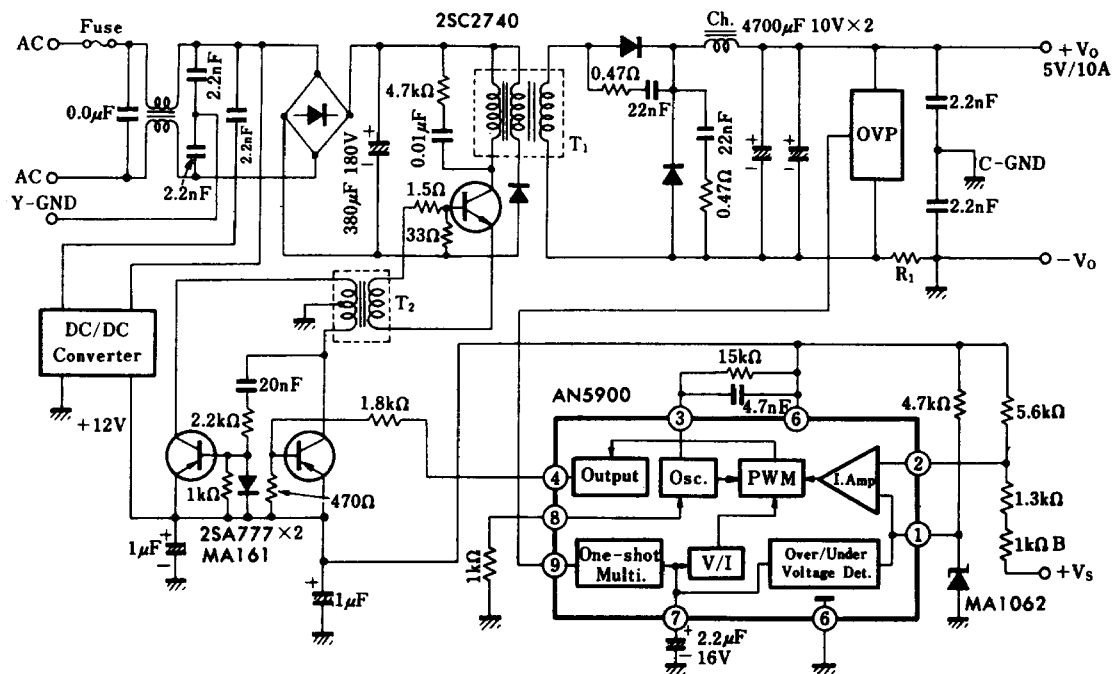 2SC2740
Ch. 4700µF 10V×2
Fuse
AC
+Vo
5V/10A
2.2nF
0.47Ω
22nF
4.7kΩ
0.0µF
2.2nF
0.01µF
T1
22nF
0.47Ω
OVP
2.2nF
C-GND
2.2nF
AC
Y-GND
2.2nF
380µF 180V
+
-
1.5Ω
33Ω
+
-
+
-
R1
-Vo
T2
DC/DC
Converter
+12V
20nF
2.2kΩ
1.8kΩ
15kΩ
4.7nF
AN5900
3
6
4.7kΩ
5.6kΩ
4
Output
Osc.
PWM
I.Amp
2
1kΩ
470Ω
8
1.3kΩ
2SA777×2
MA161
1
1kΩ B
1µF
+
-
1kΩ
9
One-shot
Multi.
V/I
Over/Under
Voltage Det.
+Vs
+
1µF
7
6
MA1062
+
-
2.2µF
16V